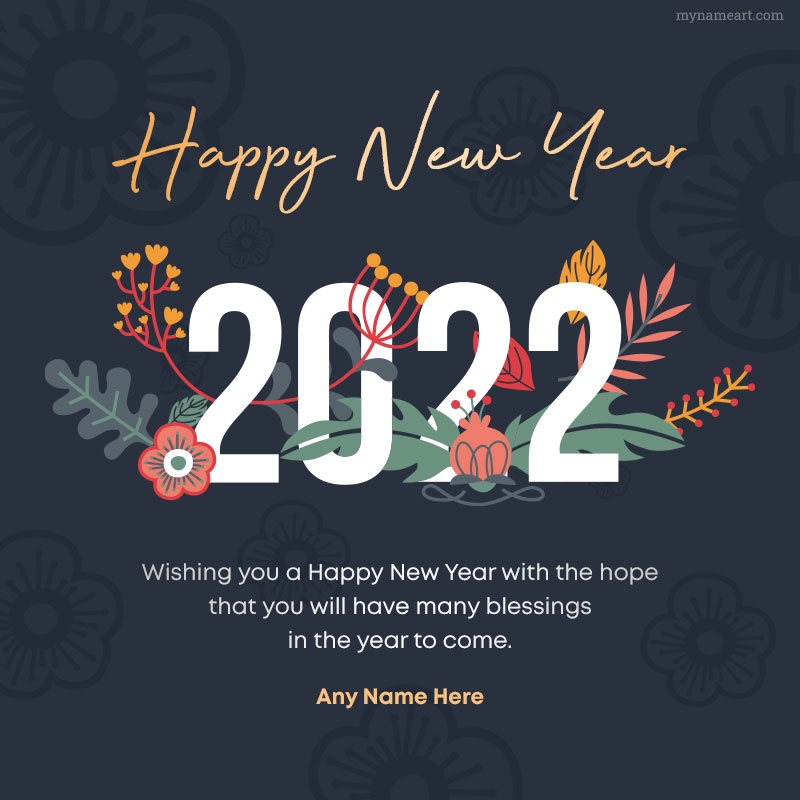 mynameart.com
Happy New Year
2022
Wishing you a Happy New Year with the hope
that you will have many blessings
in the year to come.
Any Name Here